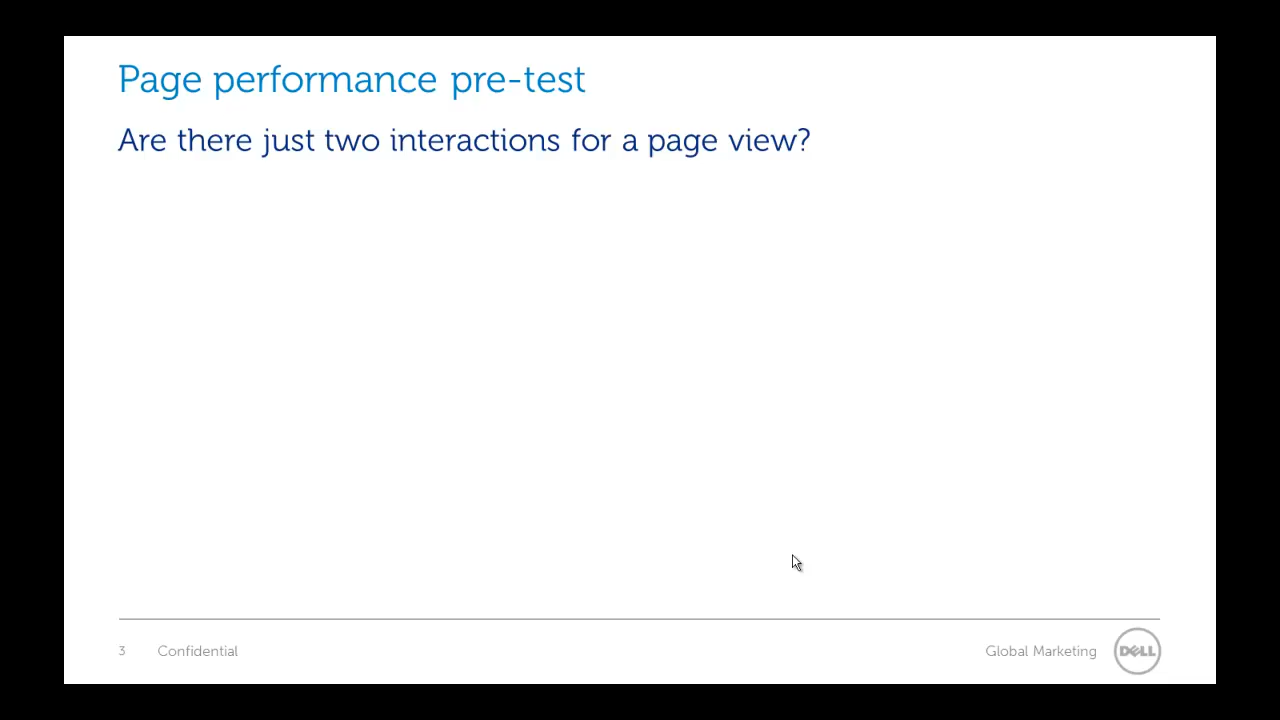 Page performance pre-test
Are there just two interactions for a page view?
3 Confidential
Global Marketing DELL